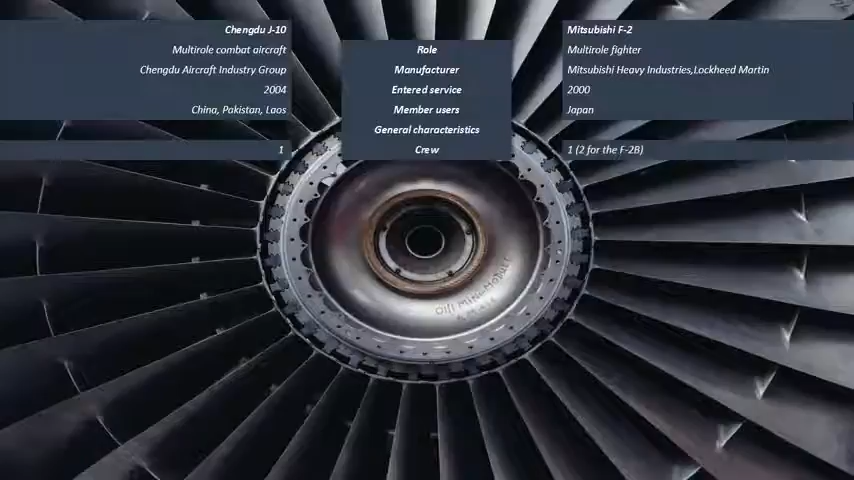 Chengdu J-10 Mitsubishi F-2
Multirole combat aircraft Role Multirole fighter
Chengdu Aircraft Industry Group Manufacturer Mitsubishi Heavy Industries,Lockheed Martin
2004 Entered service 2000
China, Pakistan, Laos Member users Japan
General characteristics
1 Crew 1 (2 for the F-2B)